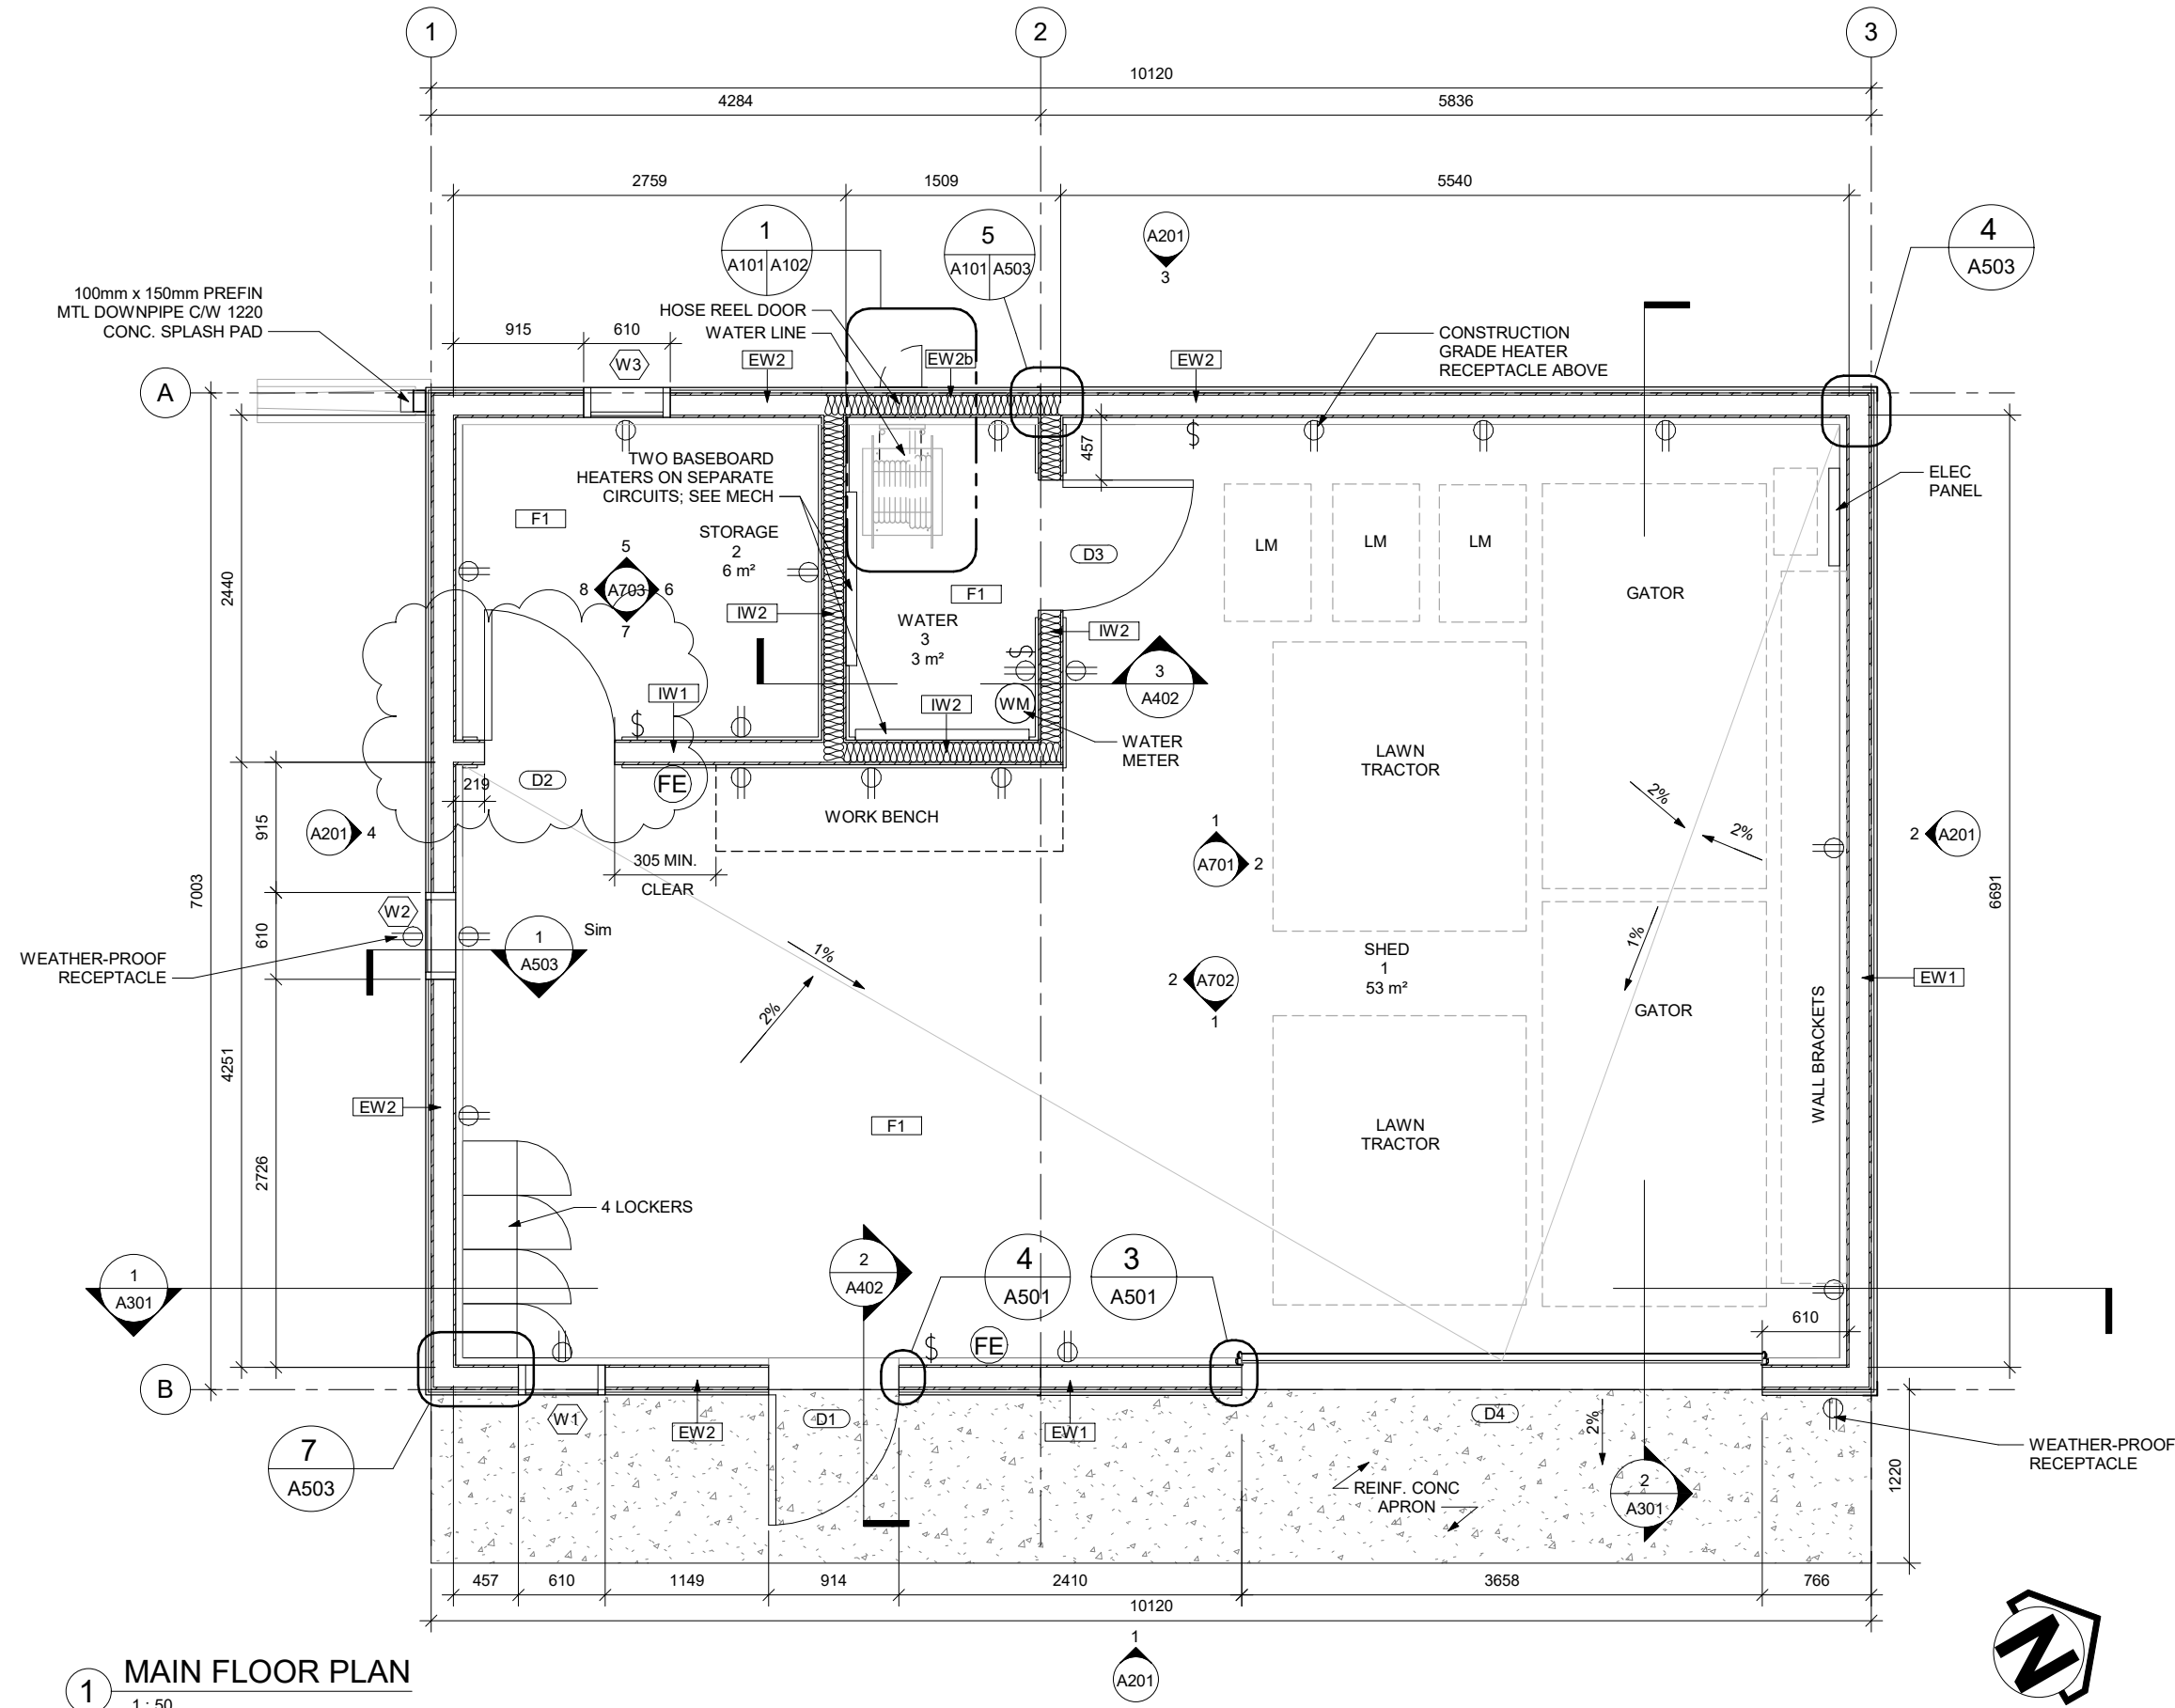 1
2
3
10120
4284
5836
2759
1509
5540
1
A101 A102
5
A101 A503
A201
3
4
A503
100mm x 150mm PREFIN
MTL DOWNPIPE C/W 1220
CONC. SPLASH PAD
HOSE REEL DOOR
WATER LINE
915
610
W3
EW2
EW2b
EW2
CONSTRUCTION
GRADE HEATER
RECEPTACLE ABOVE
A
457
TWO BASEBOARD
HEATERS ON SEPARATE
CIRCUITS; SEE MECH
ELEC
PANEL
F1
STORAGE
2
6 m²
D3
LM
LM
LM
5
8 A703 6
7
2440
IW2
F1
WATER
3
3 m²
IW2
GATOR
3
A402
IW1
IW2
WM
WATER
METER
LAWN
TRACTOR
219
D2
FE
WORK BENCH
2%
2%
A201 4
915
1
A701 2
2 A201
305 MIN.
CLEAR
7003
6691
W2
610
1
A503
Sim
WEATHER-PROOF
RECEPTACLE
1%
2%
SHED
1
53 m²
1%
2 A702
1
EW1
GATOR
WALL BRACKETS
4251
EW2
F1
LAWN
TRACTOR
2726
4 LOCKERS
1
A301
2
A402
4
A501
3
A501
610
FE
B
W1
EW2
D1
EW1
D4
2%
7
A503
REINF. CONC
APRON
2
A301
1220
WEATHER-PROOF
RECEPTACLE
457
610
1149
914
2410
3658
766
10120
1
A201
N
1
MAIN FLOOR PLAN
1 : 50